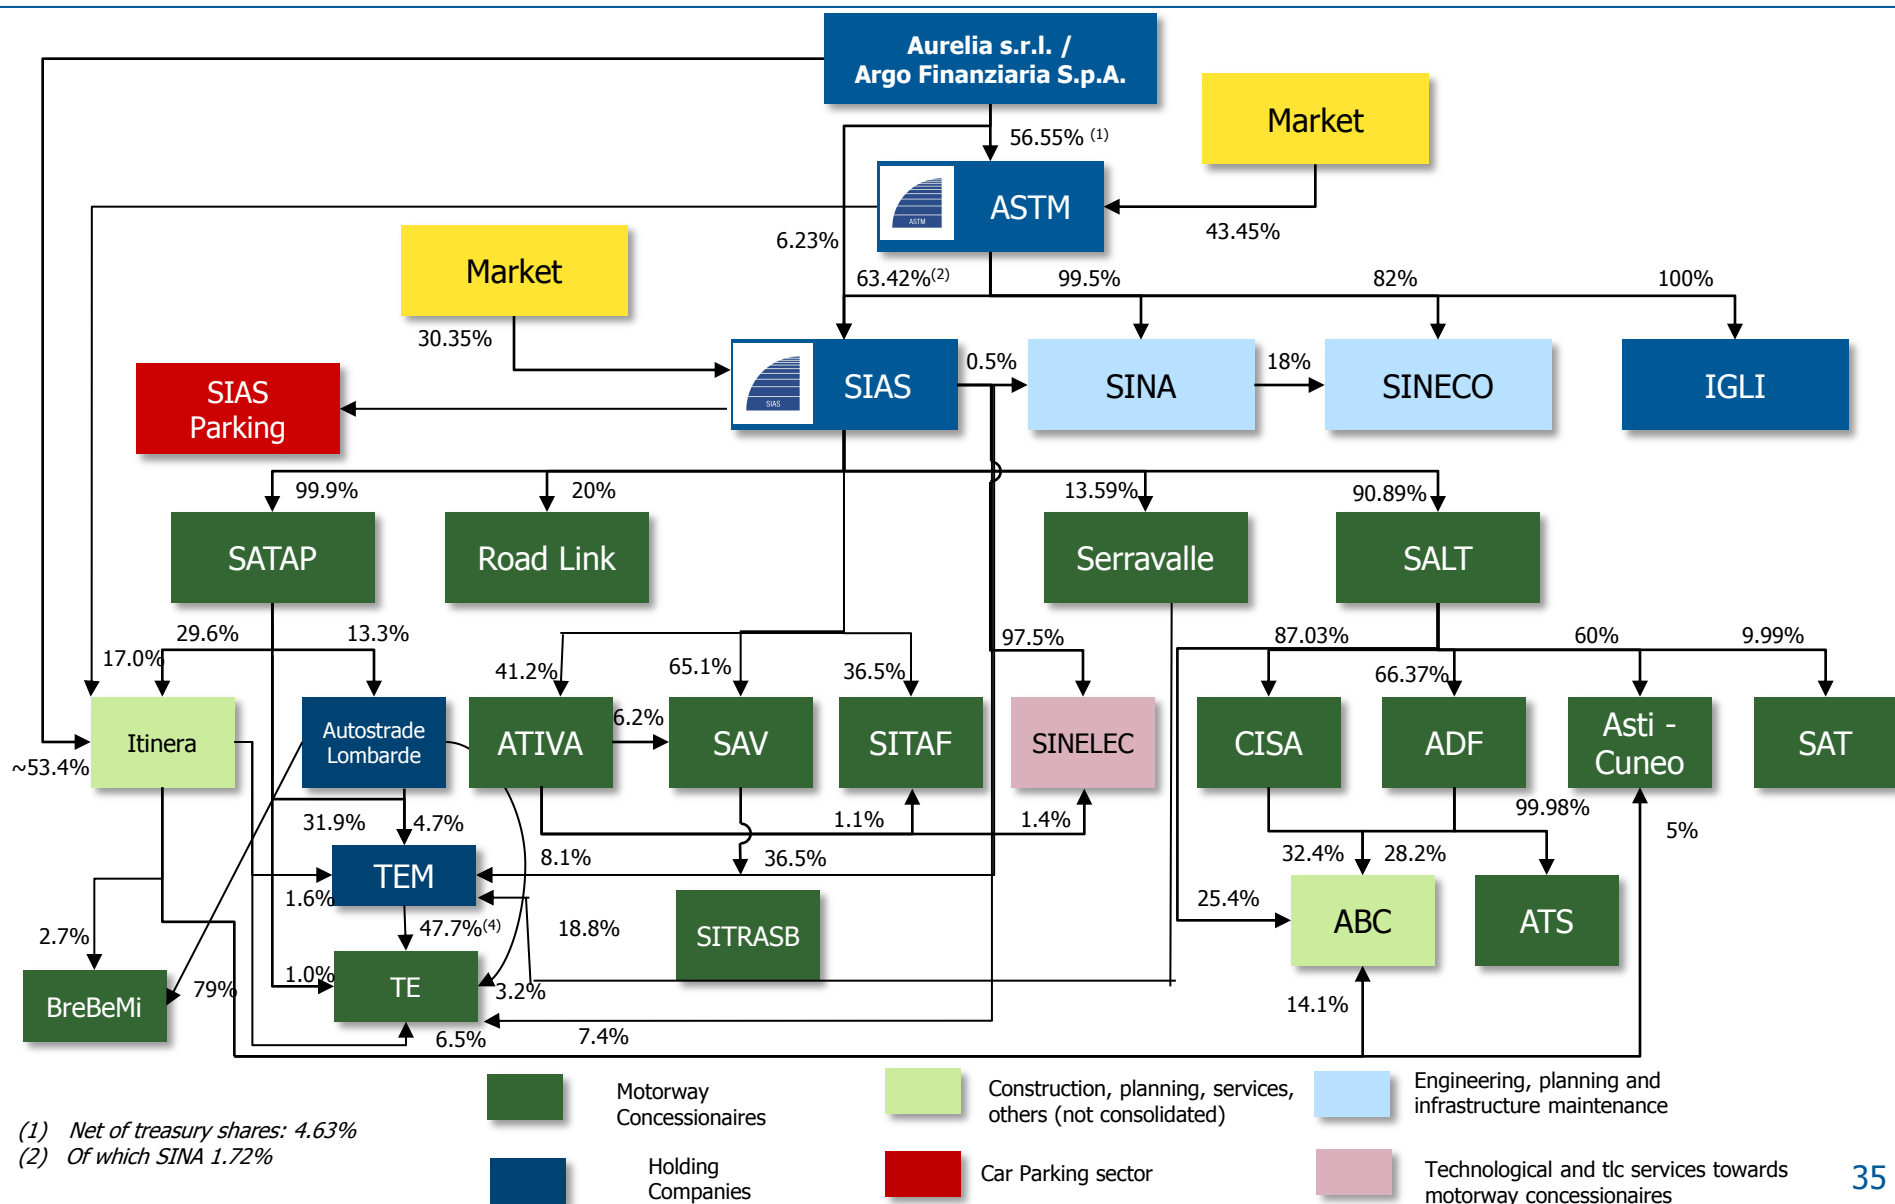 Aurelia s.r.l. /
Argo Finanziaria S.p.A.
Market
56.55% (1)
ASTM
ASTM
43.45%
6.23%
Market
63.42%(2)
99.5%
82%
100%
30.35%
SIAS
SIAS
0.5%
SINA
18%
SINECO
IGLI
SIAS
Parking
99.9%
20%
13.59%
90.89%
SATAP
Road Link
Serravalle
SALT
29.6%
13.3%
17.0%
97.5%
87.03%
60%
9.99%
41.2%
65.1%
36.5%
66.37%
Itinera
Autostrade
Lombarde
ATIVA
6.2%
SAV
SITAF
SINELEC
CISA
ADF
Asti -
Cuneo
SAT
~53.4%
31.9%
4.7%
1.1%
1.4%
99.98%
5%
8.1%
36.5%
32.4%
28.2%
TEM
1.6%
25.4%
ABC
ATS
2.7%
47.7%(4)
18.8%
SITRASB
1.0%
TE
3.2%
79%
BreBeMi
14.1%
6.5%
7.4%
Motorway
Concessionaires
Construction, planning, services,
others (not consolidated)
Engineering, planning and
infrastructure maintenance
(1) Net of treasury shares: 4.63%
(2) Of which SINA 1.72%
Holding
Companies
Car Parking sector
Technological and tlc services towards
motorway concessionaires
35